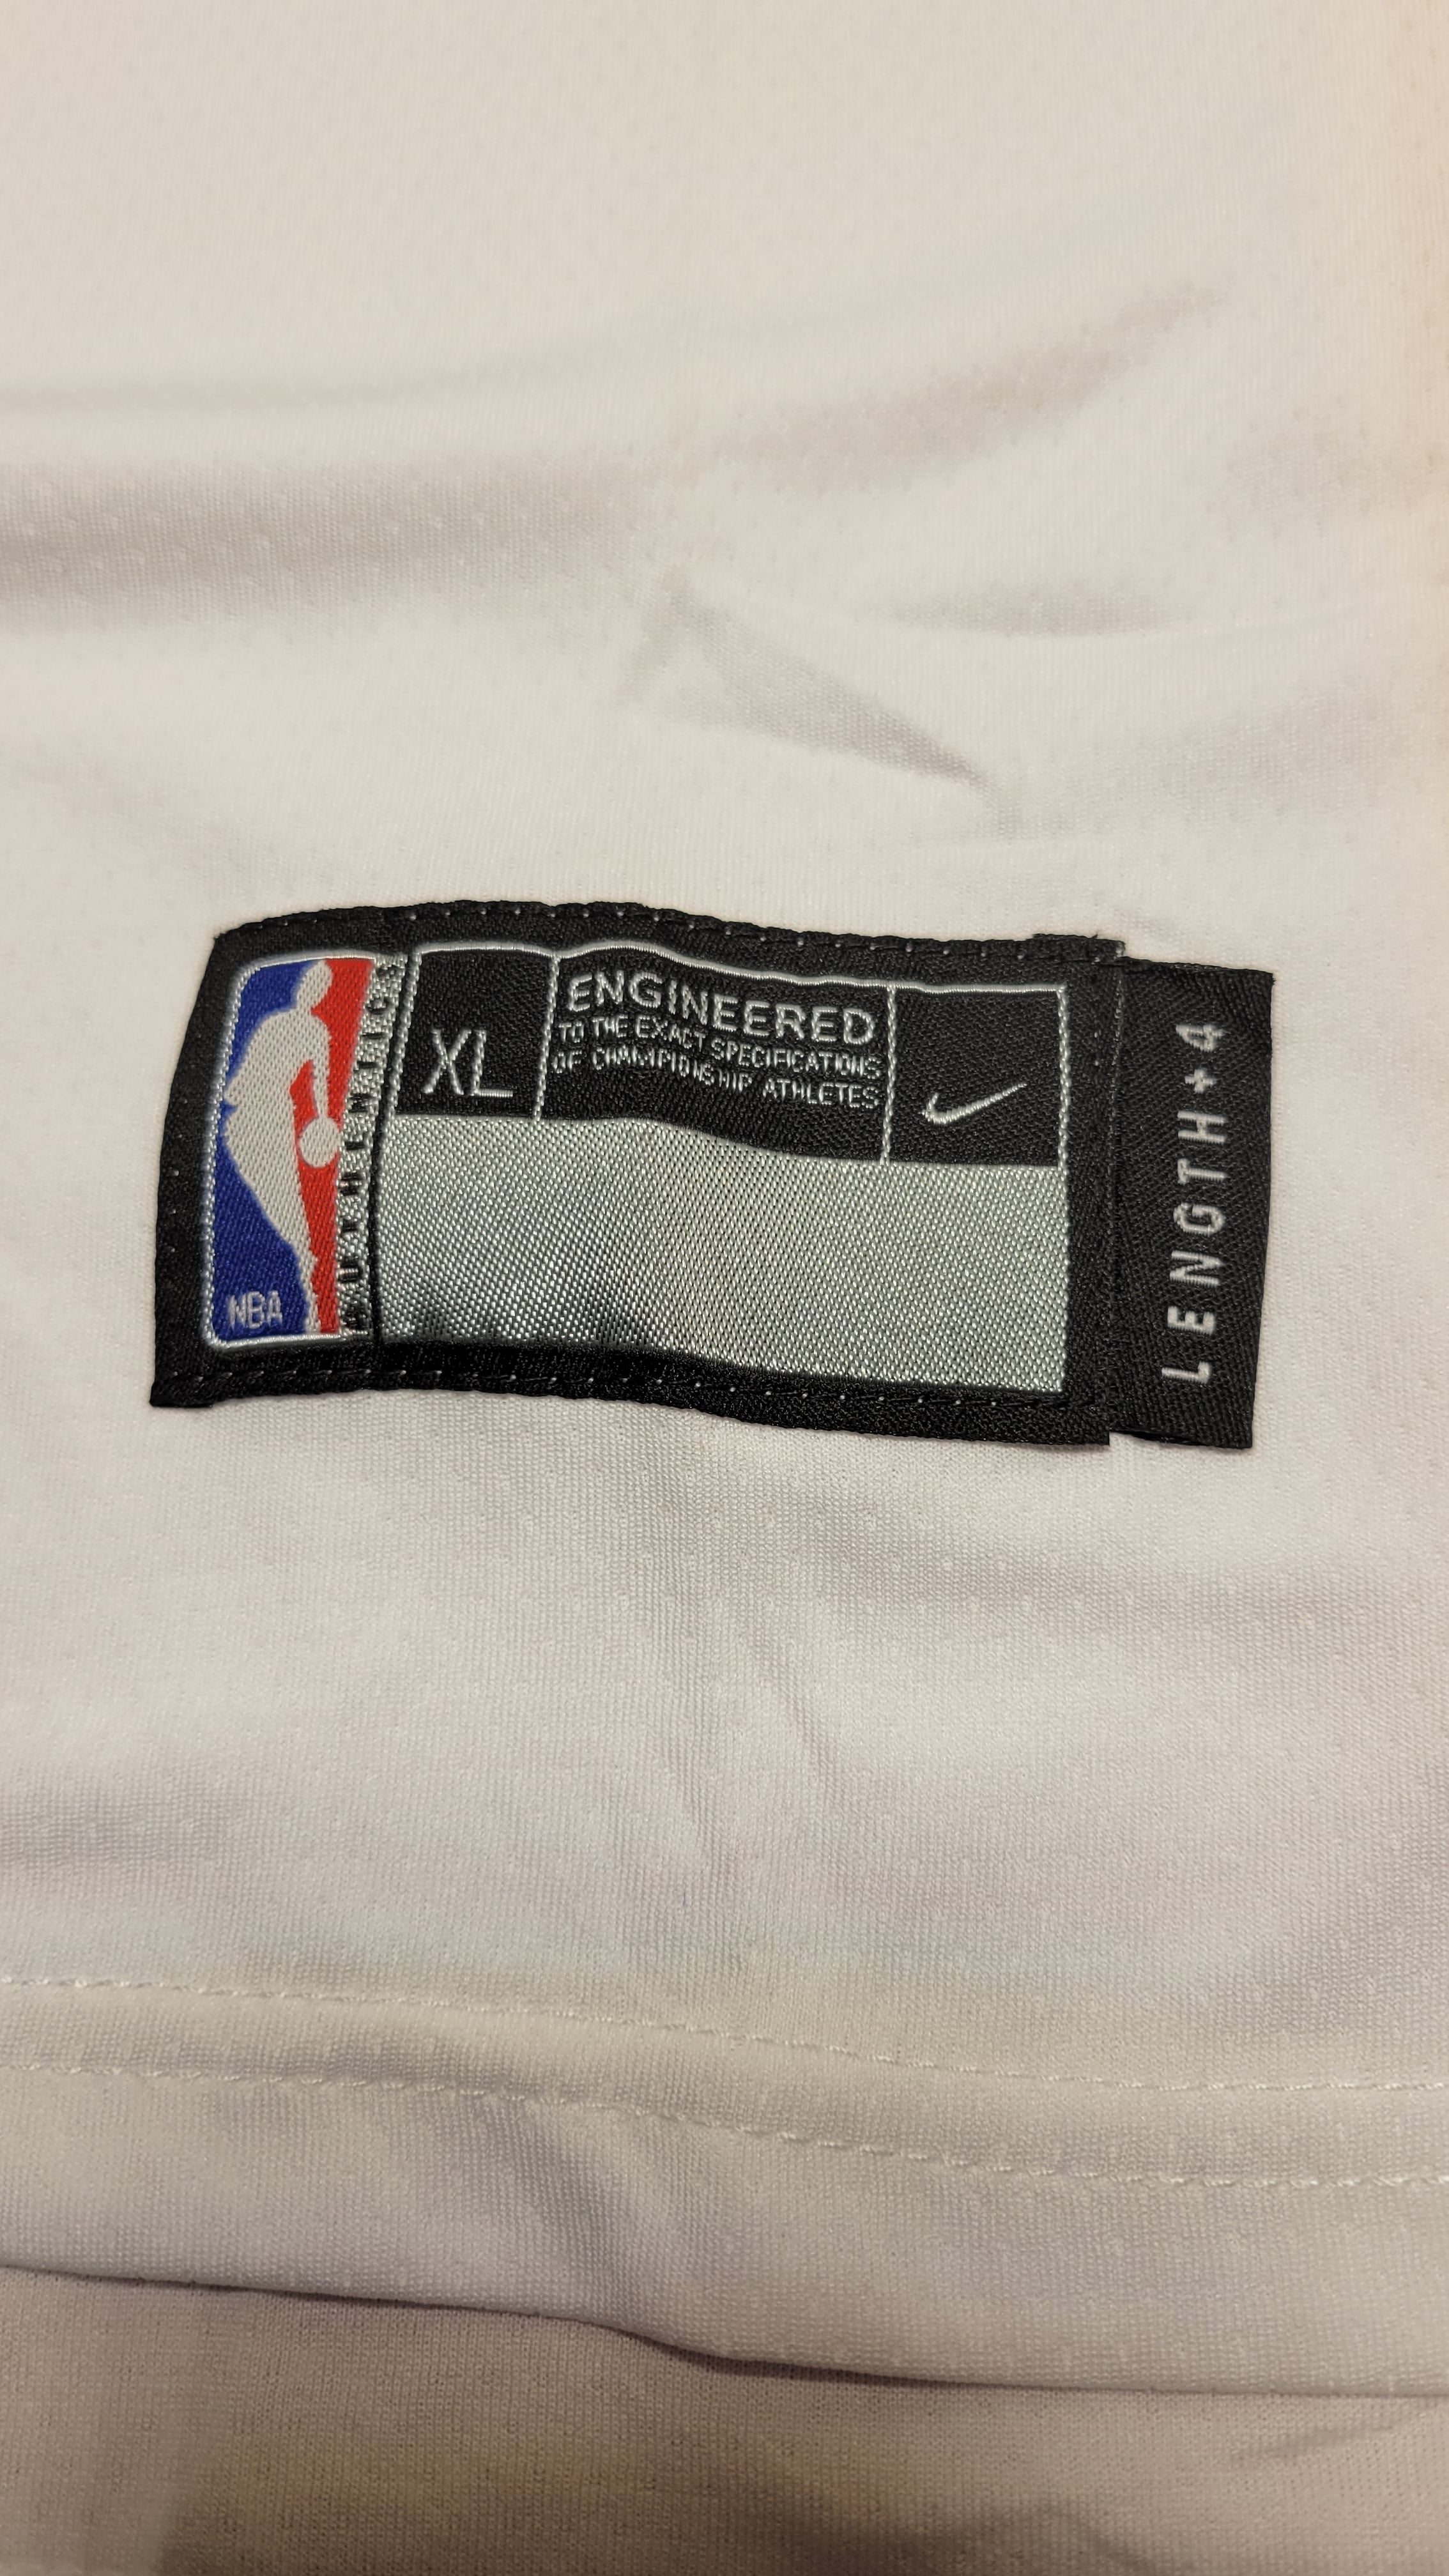 NBA
AUTHENTICS
XL
ENGINEERED
TO THE EXACT SPECIFICATIONS
OF CHAMPIONSHIP ATHLETES
LENGTH+4